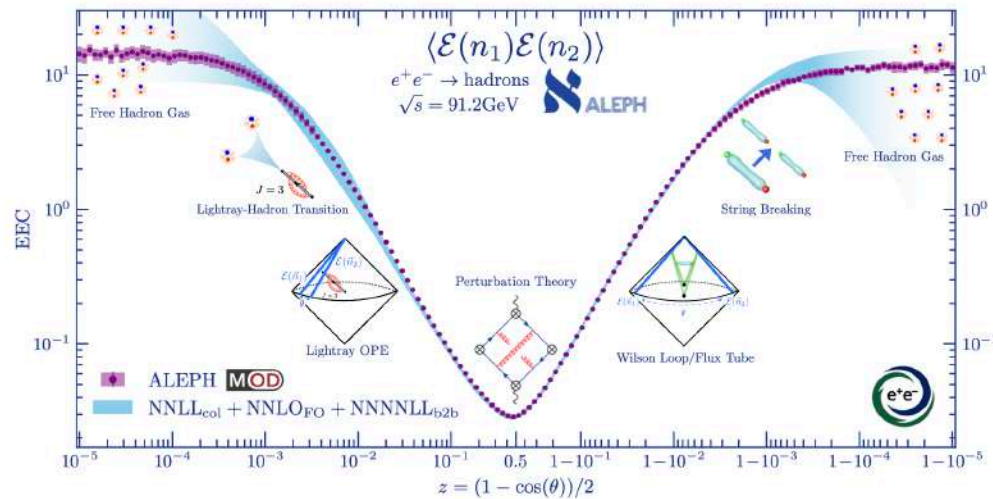 ⟨ℰ(n₁)ℰ(n₂)⟩
e⁺e⁻ → hadrons
√s = 91.2GeV
ALEPH
10¹
10⁰
10⁻¹
EEC
10¹
10⁰
10⁻¹
EEC
Free Hadron Gas
Free Hadron Gas
J = 3
Lightray-Hadron Transition
String Breaking
ℰ(n⃗₁)
ℰ(n⃗₂)
θ
Lightray OPE
Perturbation Theory
Wilson Loop/Flux Tube
ALEPH MOD
NNLL_col + NNLO_FO + NNNNLL_b2b
e⁺e⁻
10⁻⁵ 10⁻⁴ 10⁻³ 10⁻² 10⁻¹ 0.5 1−10⁻¹ 1−10⁻² 1−10⁻³ 1−10⁻⁴ 1−10⁻⁵
z = (1 − cos(θ))/2